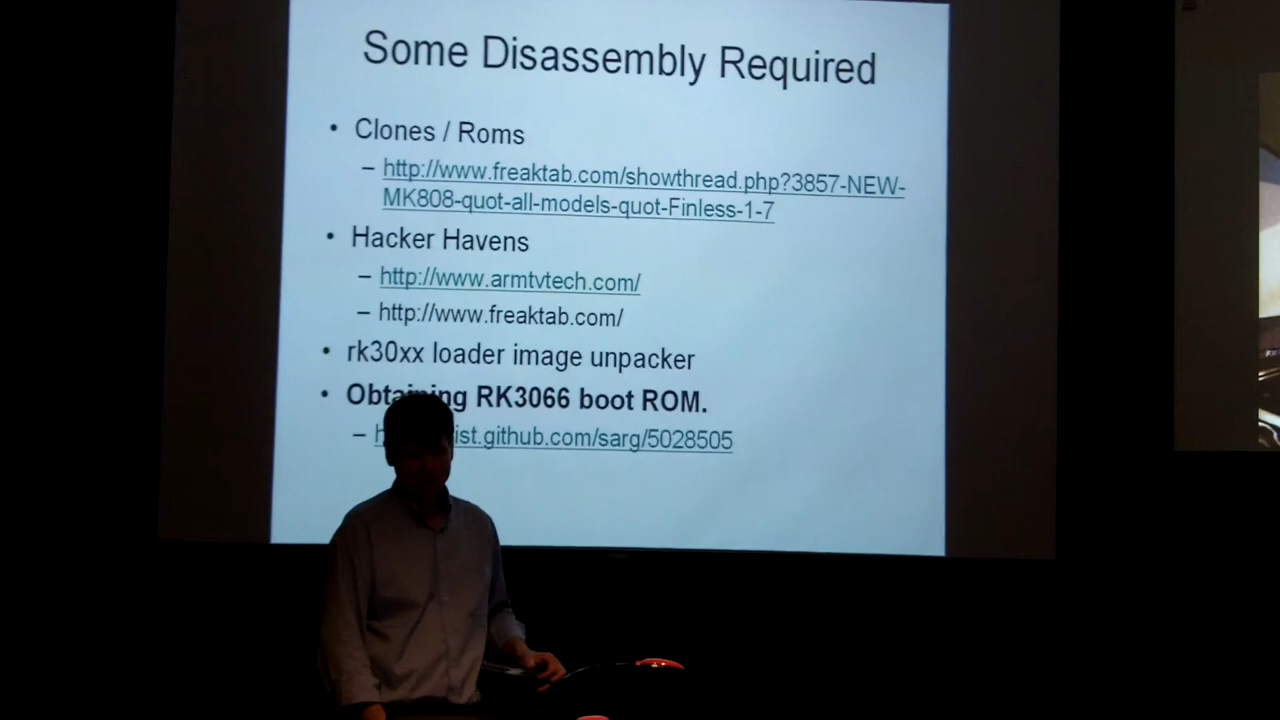 Some Disassembly Required
• Clones / Roms
– http://www.freaktab.com/showthread.php?3857-NEW-
MK808-quot-all-models-quot-Finless-1-7
• Hacker Havens
– http://www.armtvtech.com/
– http://www.freaktab.com/
• rk30xx loader image unpacker
• Obtaining RK3066 boot ROM.
– ist.github.com/sarg/5028505